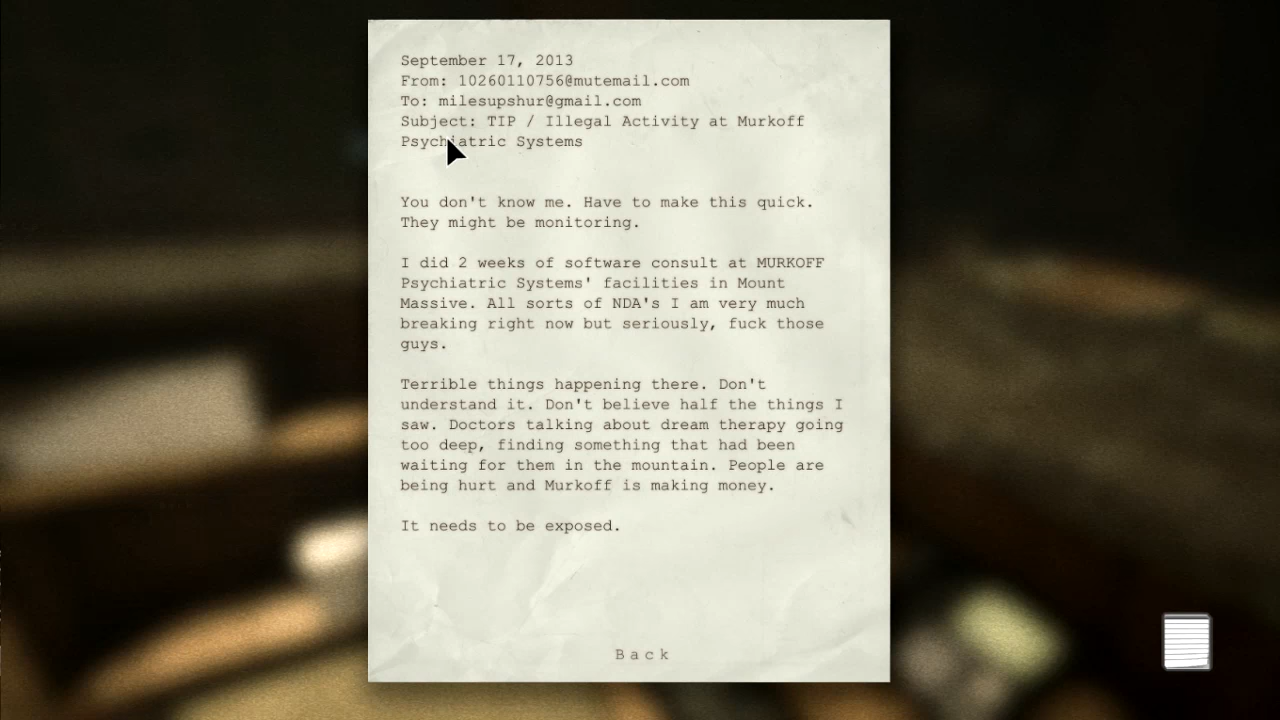 September 17, 2013
From: 10260110756@mutemail.com
To: milesupshur@gmail.com
Subject: TIP / Illegal Activity at Murkoff
Psychiatric Systems
You don't know me. Have to make this quick.
They might be monitoring.
I did 2 weeks of software consult at MURKOFF
Psychiatric Systems' facilities in Mount
Massive. All sorts of NDA's I am very much
breaking right now but seriously, fuck those
guys.
Terrible things happening there. Don't
understand it. Don't believe half the things I
saw. Doctors talking about dream therapy going
too deep, finding something that had been
waiting for them in the mountain. People are
being hurt and Murkoff is making money.
It needs to be exposed.
Back